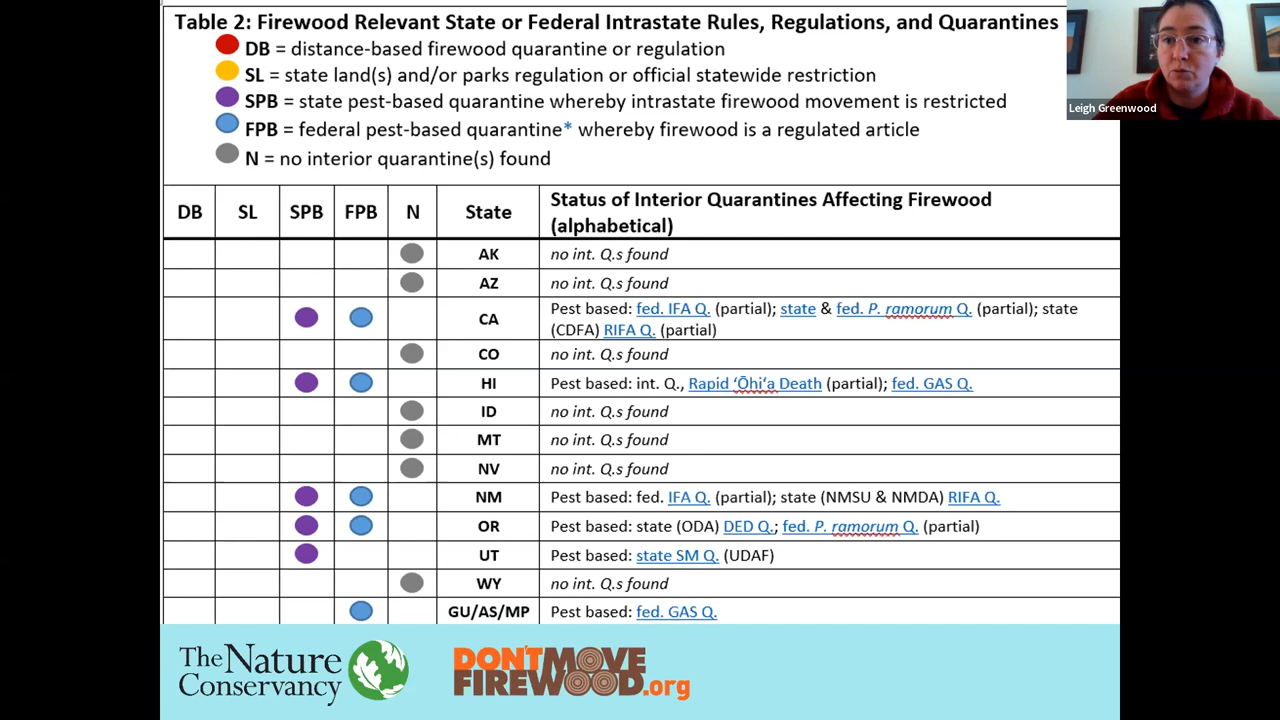 Table 2: Firewood Relevant State or Federal Intrastate Rules, Regulations, and Quarantines
DB = distance-based firewood quarantine or regulation
SL = state land(s) and/or parks regulation or official statewide restriction
SPB = state pest-based quarantine whereby intrastate firewood movement is restricted
FPB = federal pest-based quarantine* whereby firewood is a regulated article
N = no interior quarantine(s) found
Leigh Greenwood
DB SL SPB FPB N State Status of Interior Quarantines Affecting Firewood
(alphabetical)
AK no int. Q.s found
AZ no int. Q.s found
CA Pest based: fed. IFA Q. (partial); state & fed. P. ramorum Q. (partial); state
(CDFA) RIFA Q. (partial)
CO no int. Q.s found
HI Pest based: int. Q., Rapid ʻŌhiʻa Death (partial); fed. GAS Q.
ID no int. Q.s found
MT no int. Q.s found
NV no int. Q.s found
NM Pest based: fed. IFA Q. (partial); state (NMSU & NMDA) RIFA Q.
OR Pest based: state (ODA) DED Q.; fed. P. ramorum Q. (partial)
UT Pest based: state SM Q. (UDAF)
WY no int. Q.s found
GU/AS/MP Pest based: fed. GAS Q.
The Nature
Conservancy
DON'T MOVE
FIREWOOD.org